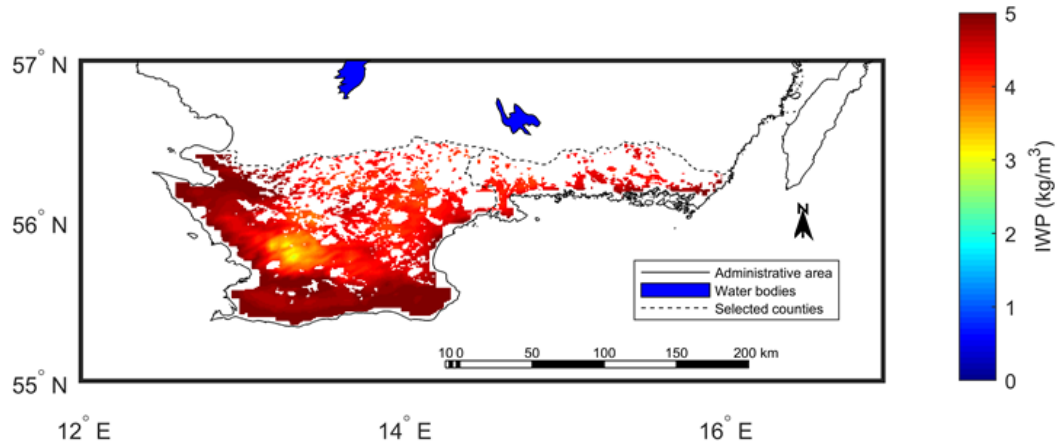 57° N
56° N
55° N
12° E
14° E
16° E
N
Administrative area
Water bodies
Selected counties
10 0 50 100 150 200 km
5
4
3
2
1
0
IWP (kg/m³)